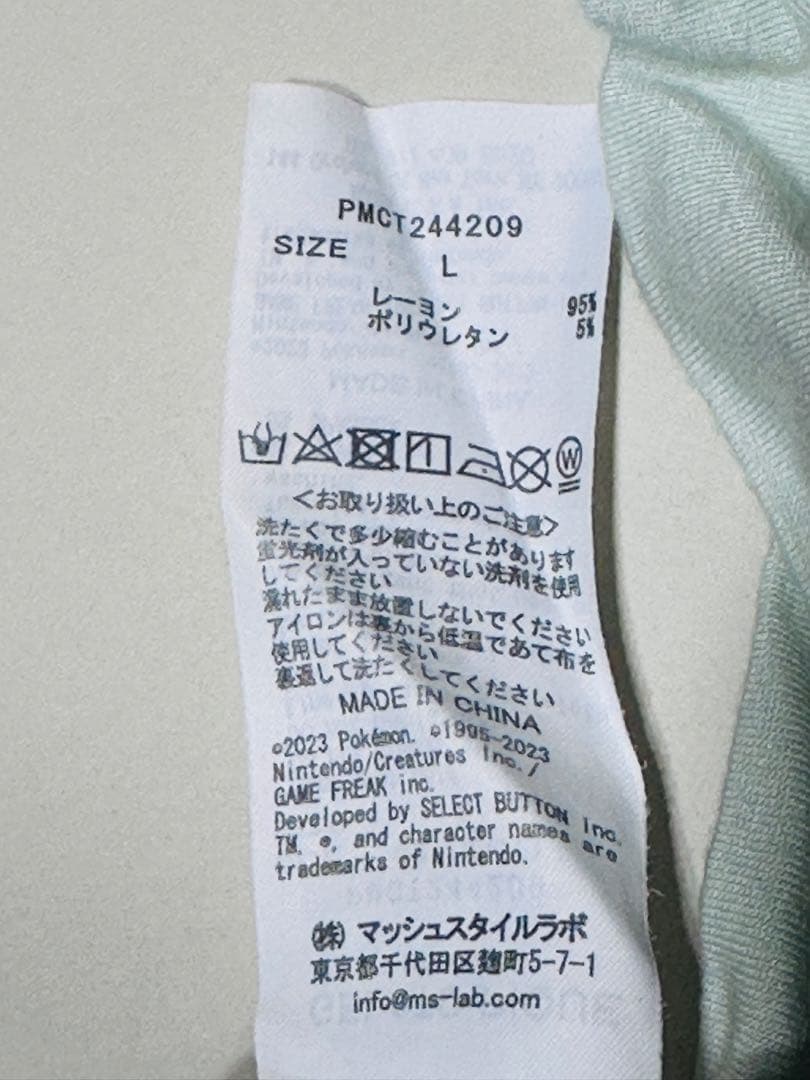 PMCT244209
SIZE L
レーヨン 95%
ポリウレタン 5%
W
<お取り扱い上のご注意>
洗たくで多少縮むことがあります
蛍光剤が入っていない洗剤を使用
してください
濡れたまま放置しないでください
アイロンは裏から低温であて布を
使用してください
裏返して洗たくしてください
MADE IN CHINA
©2023 Pokémon. ©1995-2023
Nintendo/Creatures Inc./
GAME FREAK inc.
Developed by SELECT BUTTON inc.
TM, ®, and character names are
trademarks of Nintendo.
㈱ マッシュスタイルラボ
東京都千代田区麹町5-7-1
info@ms-lab.com